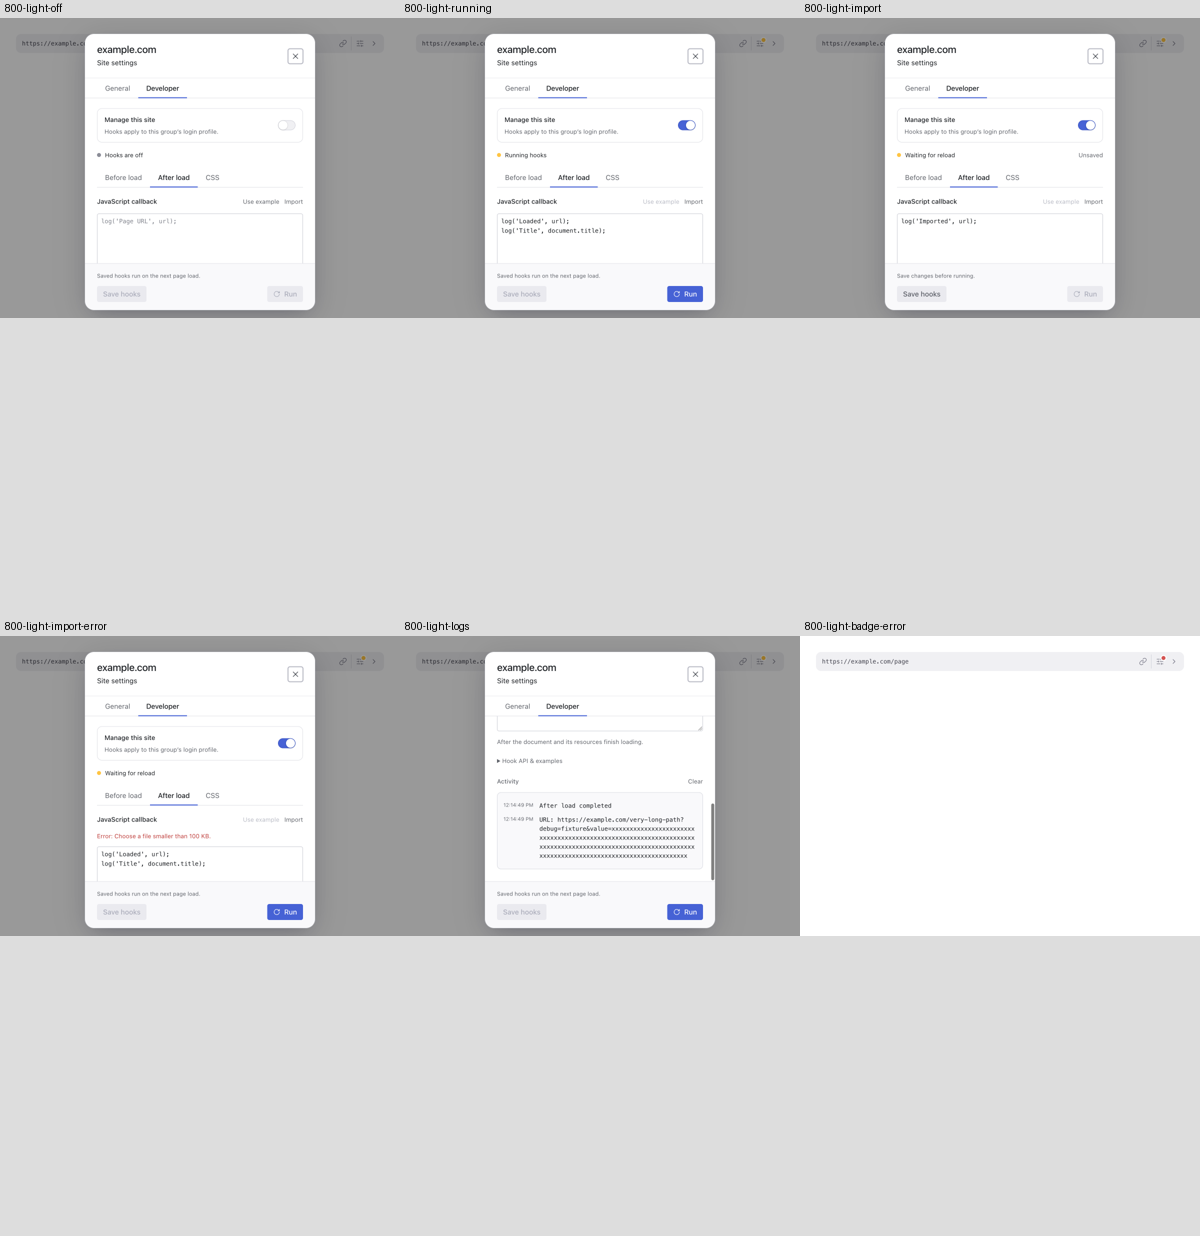 800-light-off
https://example.c
example.com
Site settings
General
Developer
Manage this site
Hooks apply to this group's login profile.
Hooks are off
Before load
After load
CSS
JavaScript callback
Use example
Import
log('Page URL', url);
Saved hooks run on the next page load.
Save hooks
Run
800-light-running
https://example.c
example.com
Site settings
General
Developer
Manage this site
Hooks apply to this group's login profile.
Running hooks
Before load
After load
CSS
JavaScript callback
Use example
Import
log('Loaded', url);
log('Title', document.title);
Saved hooks run on the next page load.
Save hooks
Run
800-light-import
https://example.c
example.com
Site settings
General
Developer
Manage this site
Hooks apply to this group's login profile.
Waiting for reload
Unsaved
Before load
After load
CSS
JavaScript callback
Use example
Import
log('Imported', url);
Save changes before running.
Save hooks
Run
800-light-import-error
https://example.c
example.com
Site settings
General
Developer
Manage this site
Hooks apply to this group's login profile.
Waiting for reload
Before load
After load
CSS
JavaScript callback
Use example
Import
Error: Choose a file smaller than 100 KB.
log('Loaded', url);
log('Title', document.title);
Saved hooks run on the next page load.
Save hooks
Run
800-light-logs
https://example.c
example.com
Site settings
General
Developer
After the document and its resources finish loading.
Hook API & examples
Activity
Clear
12:14:49 PM After load completed
12:14:49 PM URL: https://example.com/very-long-path?
debug=fixture&value=xxxxxxxxxxxxxxxxxxxxxxx
xxxxxxxxxxxxxxxxxxxxxxxxxxxxxxxxxxxxxxxxxxx
xxxxxxxxxxxxxxxxxxxxxxxxxxxxxxxxxxxxxxxxxxx
xxxxxxxxxxxxxxxxxxxxxxxxxxxxxxxxxxxxxxxxx
Saved hooks run on the next page load.
Save hooks
Run
800-light-badge-error
https://example.com/page